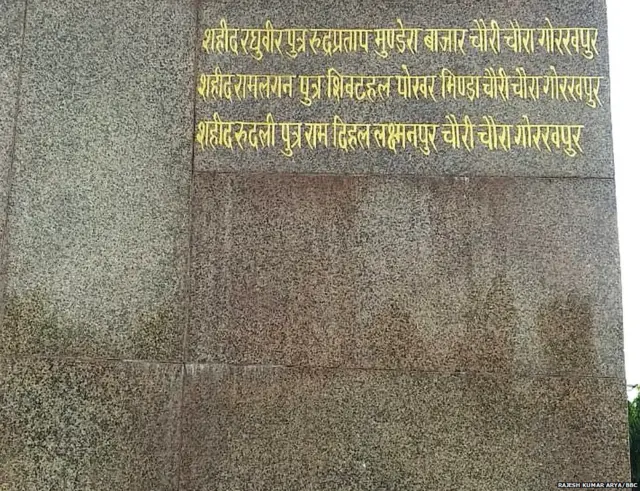 शहीद रघुवीर पुत्र रुदप्रताप मुण्डेरा बाजार चौरी चौरा गोरखपुर
शहीद रामलगन पुत्र शिवटहल पोखर भिण्डा चौरी चौरा गोरखपुर
शहीद रुदली पुत्र राम दिहल लक्ष्मनपुर चौरी चौरा गोरखपुर
RAJESH KUMAR ARYA/BBC